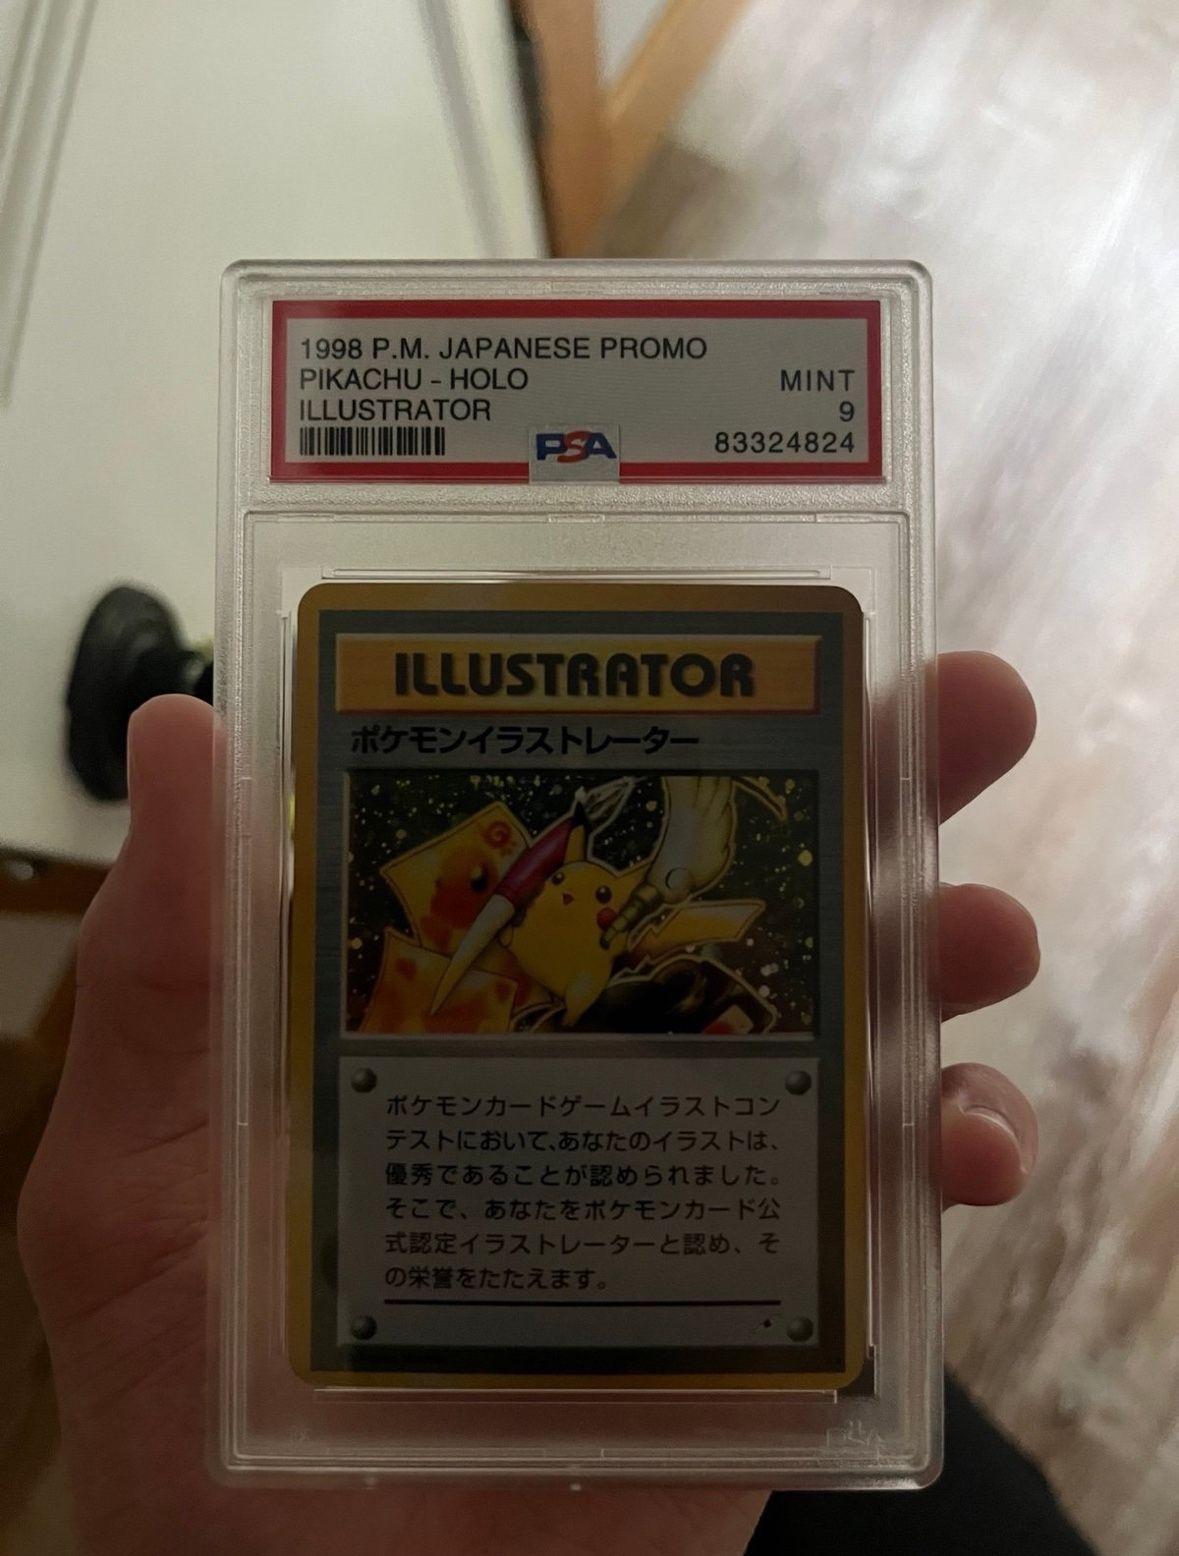 1998 P.M. JAPANESE PROMO
PIKACHU - HOLO
MINT
ILLUSTRATOR
9
PSA
83324824
ILLUSTRATOR
ポケモンイラストレーター
ポケモンカードゲームイラストコン
テストにおいて、あなたのイラストは、
優秀であることが認められました。
そこで、あなたをポケモンカード公
式認定イラストレーターと認め、そ
の栄誉をたたえます。
PSA